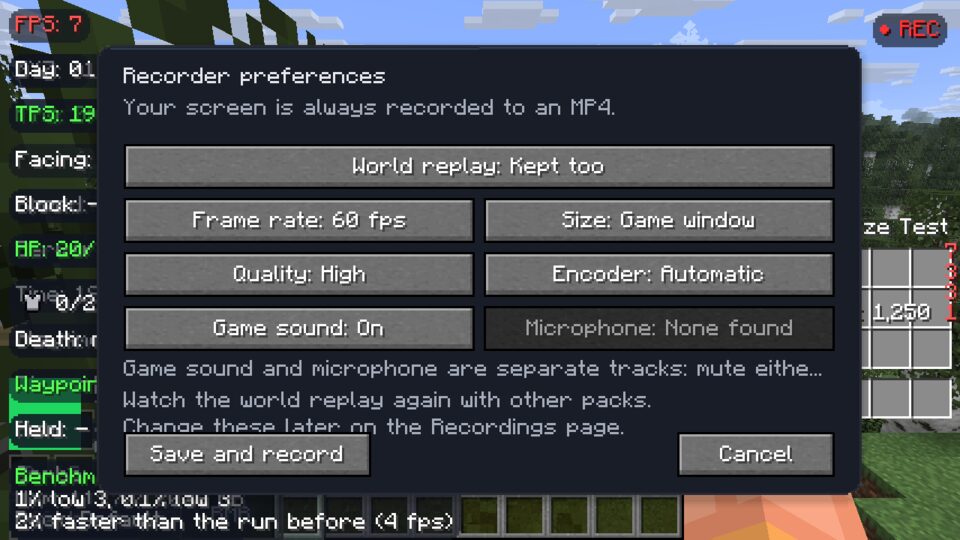 FPS: 7
REC
Day: 01
Recorder preferences
Your screen is always recorded to an MP4.
TPS: 19
Facing:
World replay: Kept too
Block: -
Frame rate: 60 fps
Size: Game window
ze Test
HP: 20/
Quality: High
Encoder: Automatic
0/2
1,250
Game sound: On
Microphone: None found
Death:
Game sound and microphone are separate tracks: mute eithe...
Waypoin
Watch the world replay again with other packs.
Change these later on the Recordings page.
Held: -
Save and record
Cancel
Benchm
1% low 3, 0.1% low
2% faster than the run before (4 fps)